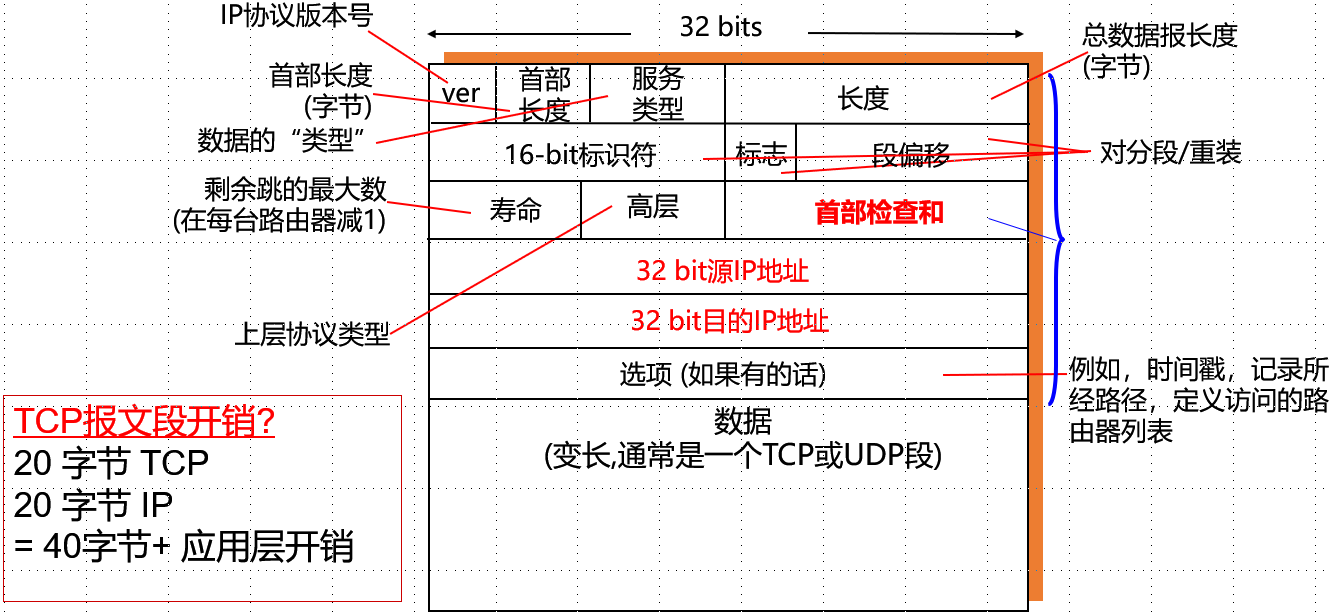 IP协议版本号
32 bits
总数据报长度
(字节)
首部长度
(字节)
ver
首部
长度
服务
类型
长度
数据的“类型”
16-bit标识符
标志
段偏移
对分段/重装
剩余跳的最大数
(在每台路由器减1)
寿命
高层
首部检查和
32 bit源IP地址
32 bit目的IP地址
上层协议类型
选项 (如果有的话)
例如，时间戳，记录所
经路径，定义访问的路
由器列表
数据
(变长,通常是一个TCP或UDP段)
TCP报文段开销?
20 字节 TCP
20 字节 IP
= 40字节+ 应用层开销